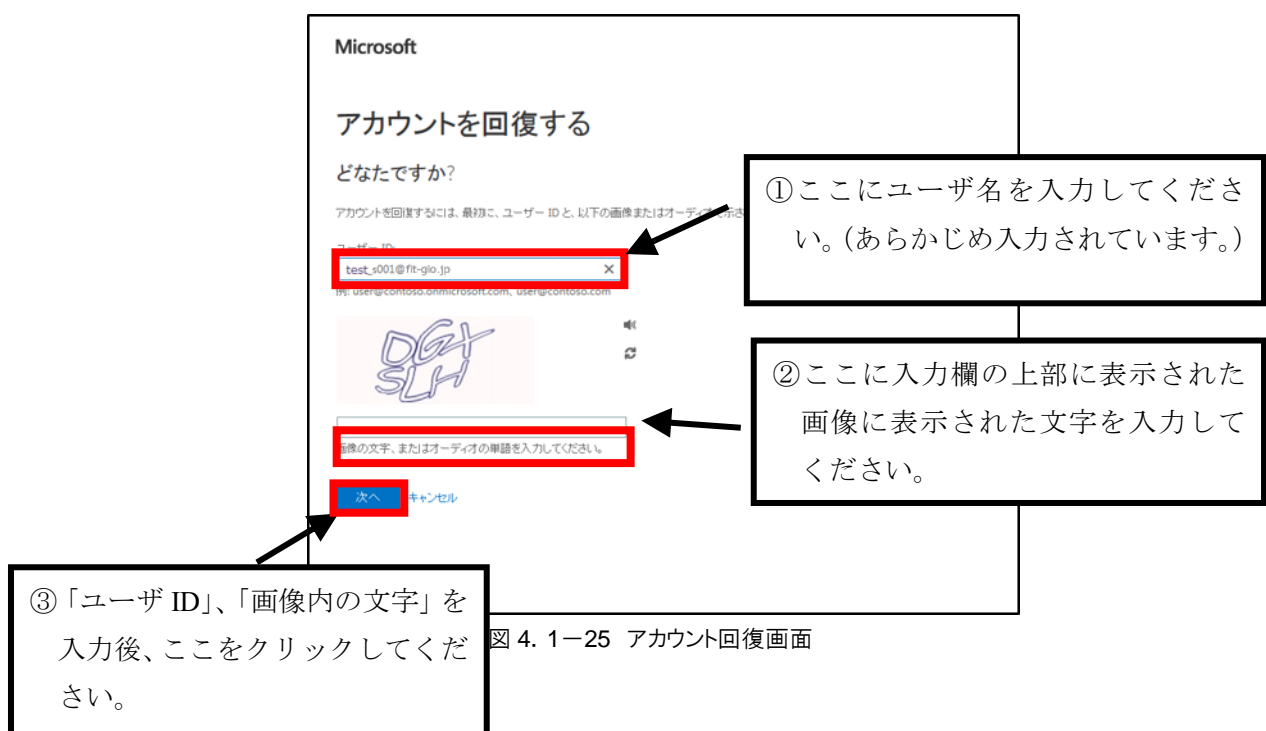 Microsoft
アカウントを回復する
どなたですか?
アカウントを回復するには、最初に、ユーザー ID と、以下の画像またはオーディオで示さ
①ここにユーザ名を入力してくださ
い。(あらかじめ入力されています。)
ユーザー ID:
test_s001@fit-glo.jp
例: user@contoso.onmicrosoft.com、user@contoso.com
DGX
SLH
②ここに入力欄の上部に表示された
画像に表示された文字を入力して
ください。
画像の文字、またはオーディオの単語を入力してください。
次へ キャンセル
③「ユーザ ID」、「画像内の文字」を
入力後、ここをクリックしてくだ
さい。
図 4. 1-25 アカウント回復画面